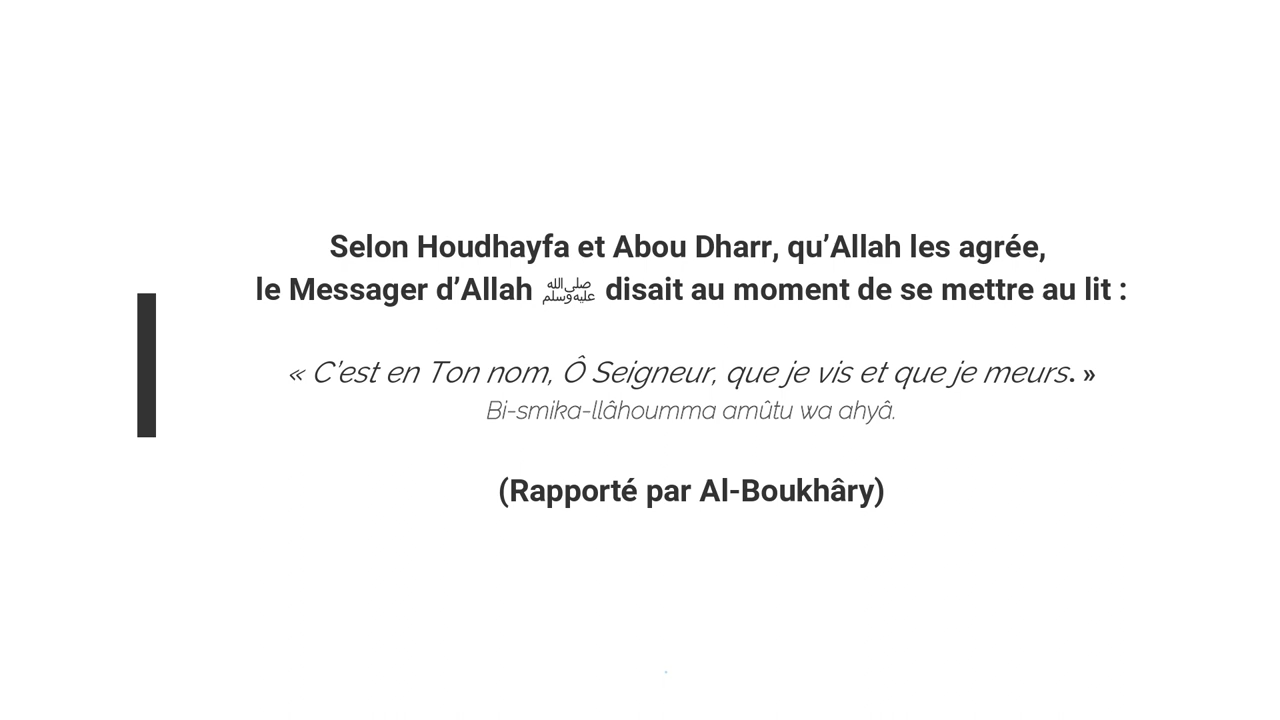 Selon Houdhayfa et Abou Dharr, qu’Allah les agrée,
le Messager d’Allah ﷺ disait au moment de se mettre au lit :
« C’est en Ton nom, Ô Seigneur, que je vis et que je meurs. »
Bi-smika-llâhoumma amûtu wa ahyâ.
(Rapporté par Al-Boukhâry)